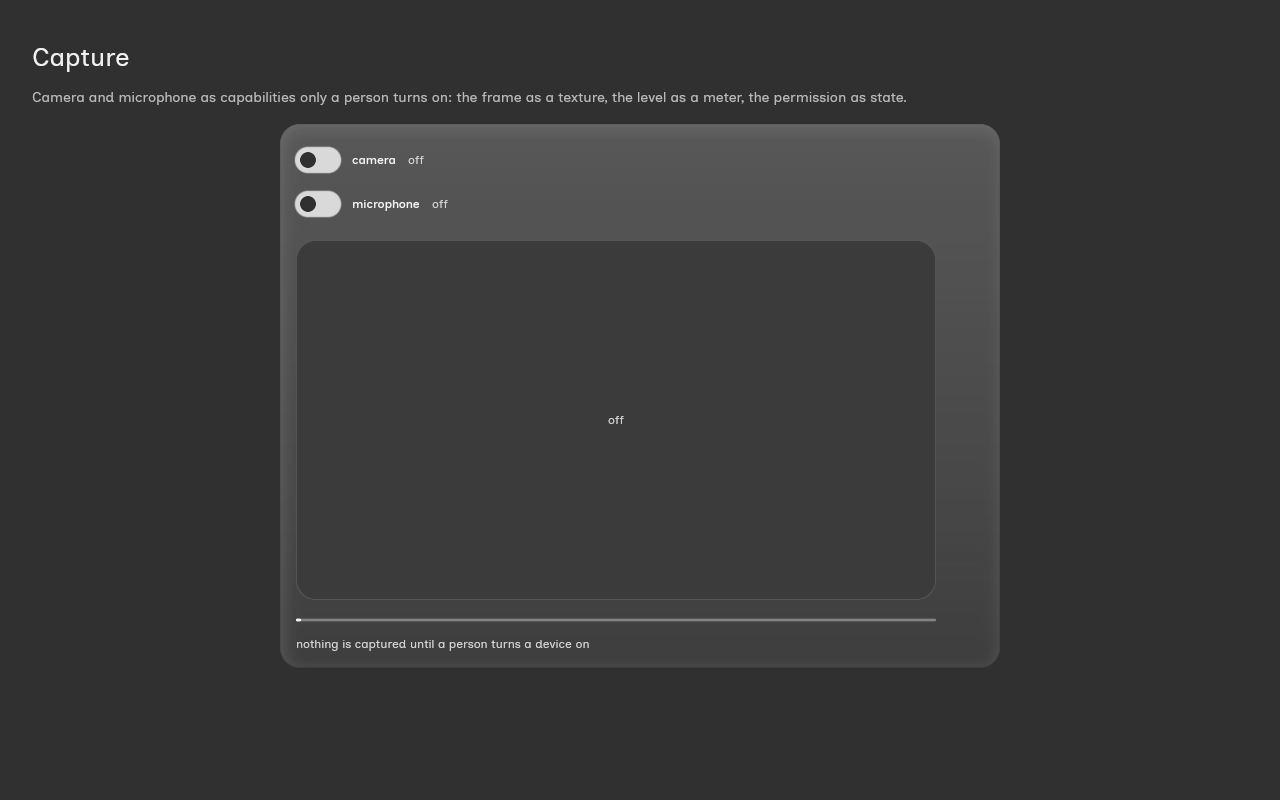 Capture
Camera and microphone as capabilities only a person turns on: the frame as a texture, the level as a meter, the permission as state.
camera off
microphone off
off
nothing is captured until a person turns a device on